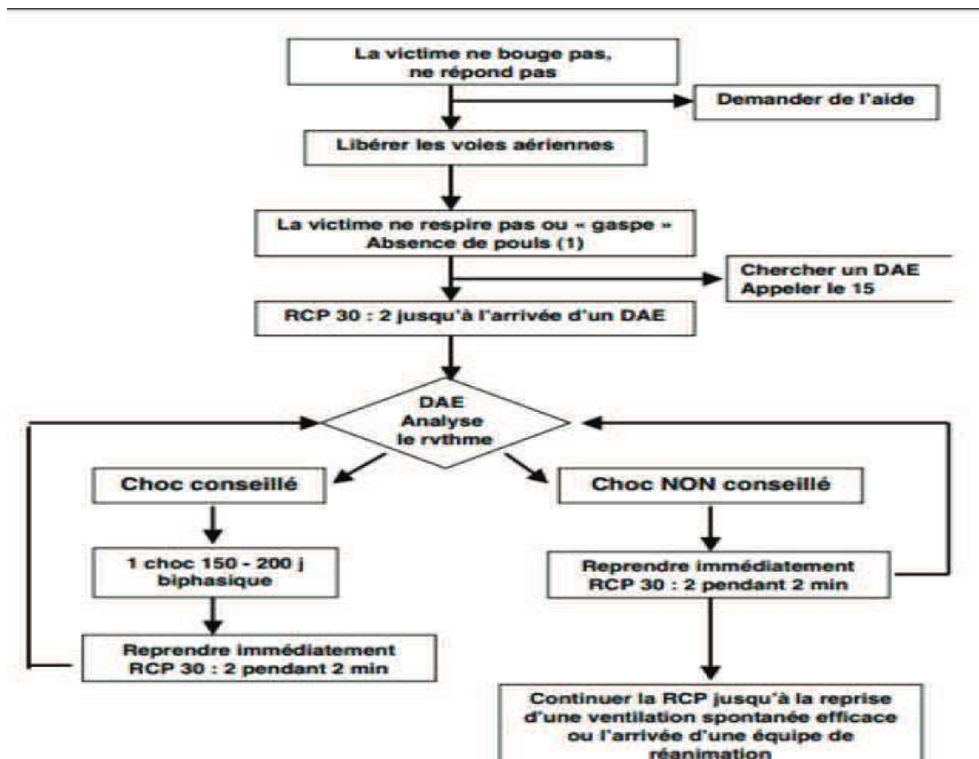 La victime ne bouge pas,
ne répond pas
Demander de l'aide
Libérer les voies aériennes
La victime ne respire pas ou « gaspe »
Absence de pouls (1)
Chercher un DAE
Appeler le 15
RCP 30 : 2 jusqu'à l'arrivée d'un DAE
DAE
Analyse
le rvthme
Choc conseillé
Choc NON conseillé
1 choc 150 - 200 j
biphasique
Reprendre immédiatement
RCP 30 : 2 pendant 2 min
Reprendre immédiatement
RCP 30 : 2 pendant 2 min
Continuer la RCP jusqu'à la reprise
d'une ventilation spontanée efficace
ou l'arrivée d'une équipe de
réanimation